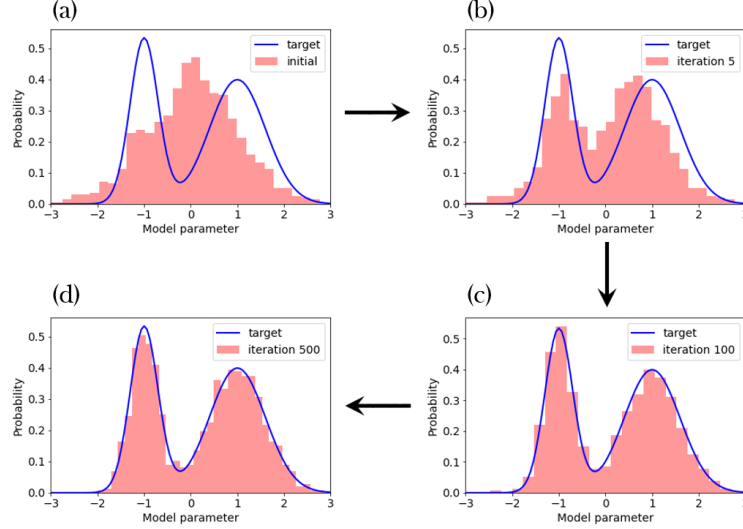 (a)
0.5
0.4
0.3
0.2
0.1
0.0
Probability
target
initial
−3 −2 −1 0 1 2 3
Model parameter
(b)
0.5
0.4
0.3
0.2
0.1
0.0
Probability
target
iteration 5
−3 −2 −1 0 1 2 3
Model parameter
(d)
0.5
0.4
0.3
0.2
0.1
0.0
Probability
target
iteration 500
−3 −2 −1 0 1 2 3
Model parameter
(c)
0.5
0.4
0.3
0.2
0.1
0.0
Probability
target
iteration 100
−3 −2 −1 0 1 2 3
Model parameter